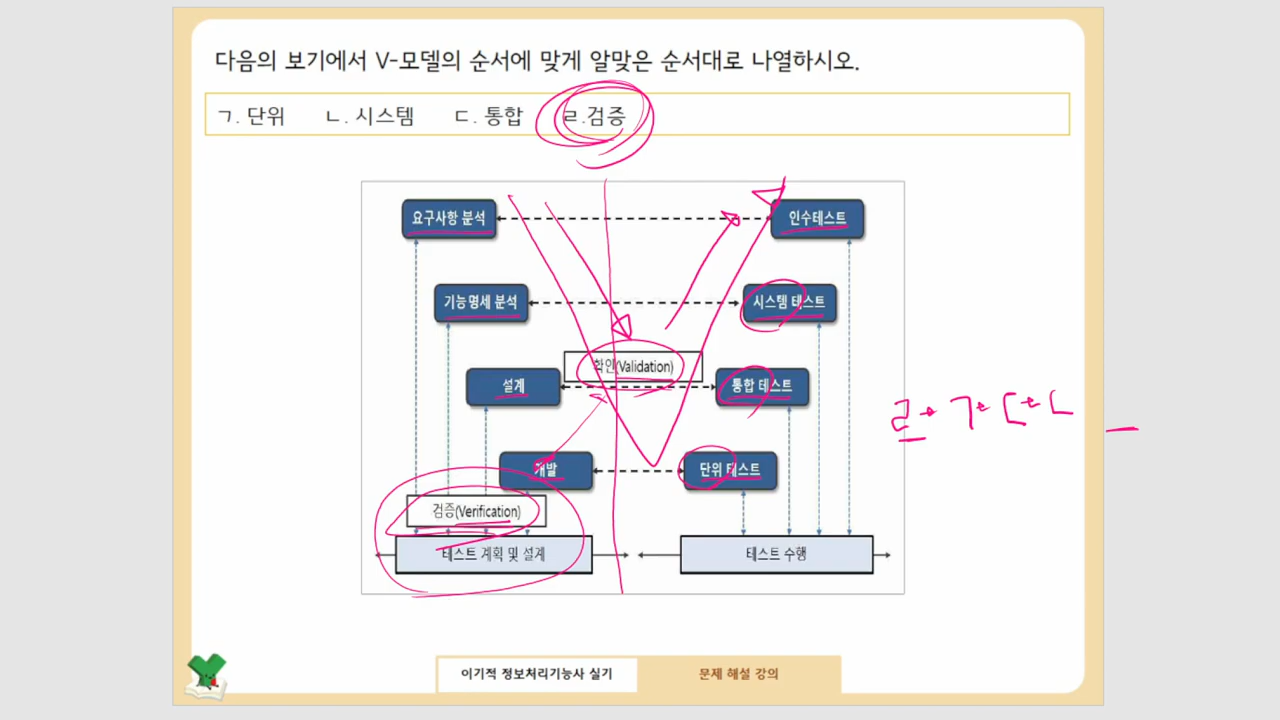 다음의 보기에서 V-모델의 순서에 맞게 알맞은 순서대로 나열하시오.
ㄱ. 단위 ㄴ. 시스템 ㄷ. 통합 ㄹ.검증
요구사항 분석 인수테스트
기능명세 분석 시스템 테스트
확인(Validation)
설계 통합 테스트
ㄹ→ㄱ→ㄷ→ㄴ
개발 단위 테스트
검증(Verification)
테스트 계획 및 설계 테스트 수행
이기적 정보처리기능사 실기 문제 해설 강의